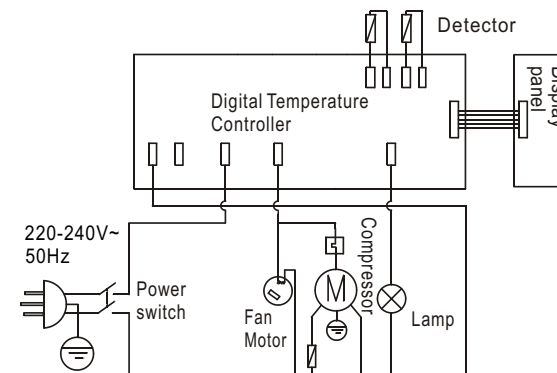 Detector
Display
panel
Digital Temperature
Controller
220-240V~
50Hz
Power
switch
Compressor
M
Fan
Motor
Lamp